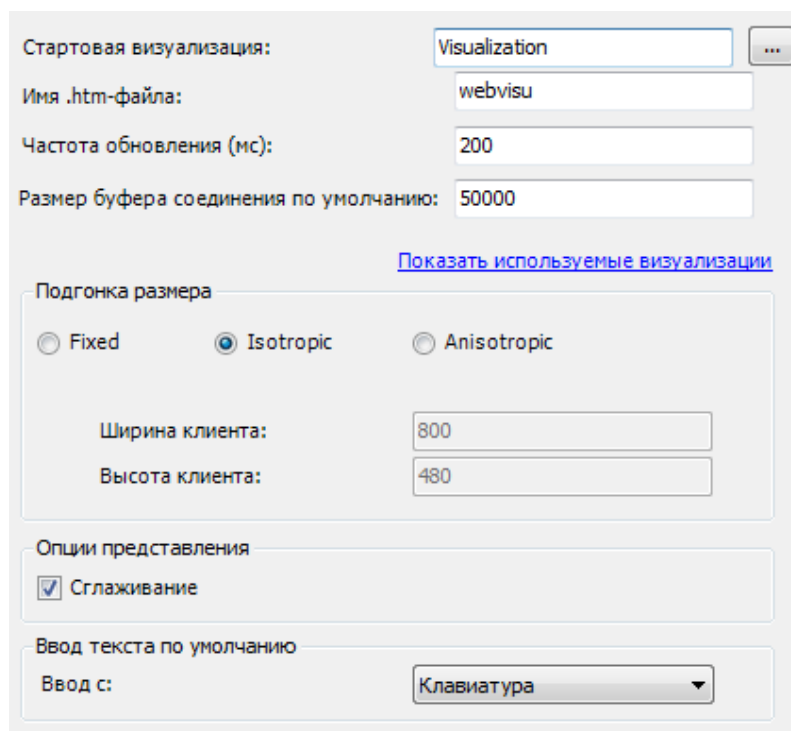 Стартовая визуализация: Visualization ...
Имя .htm-файла: webvisu
Частота обновления (мс): 200
Размер буфера соединения по умолчанию: 50000
Показать используемые визуализации
Подгонка размера
Fixed Isotropic Anisotropic
Ширина клиента: 800
Высота клиента: 480
Опции представления
Сглаживание
Ввод текста по умолчанию
Ввод с: Клавиатура